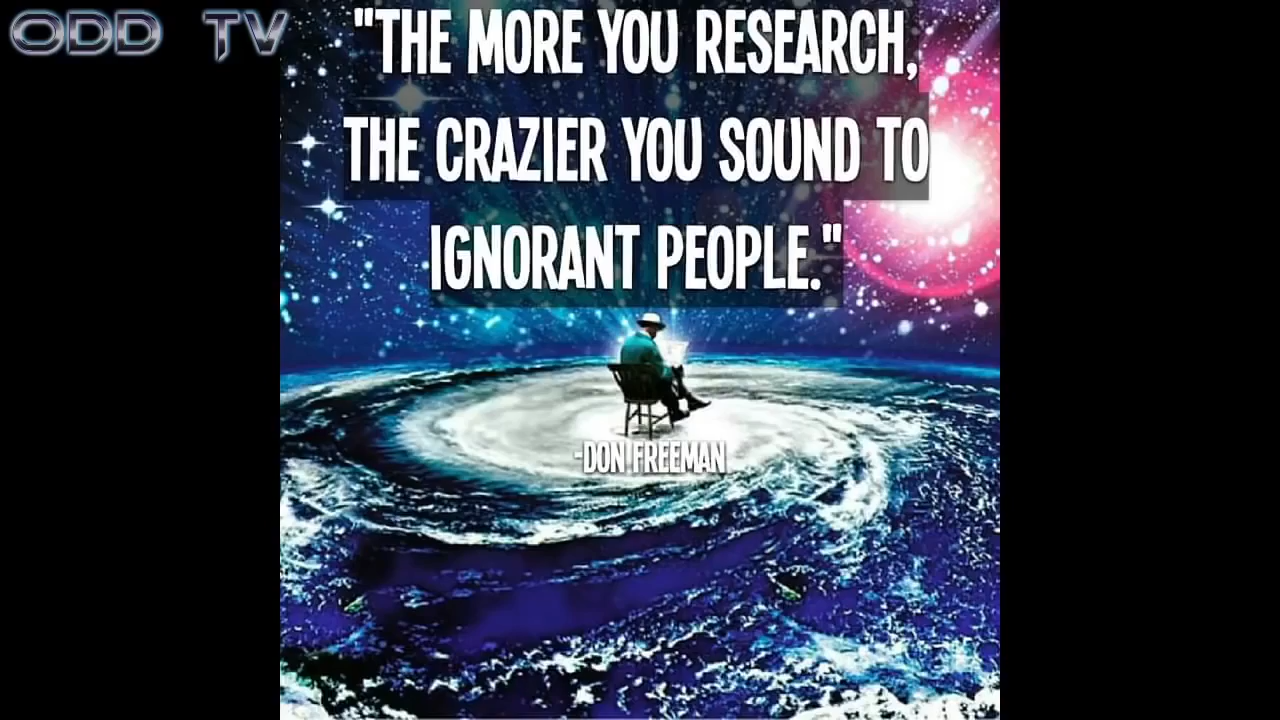 ODD TV
"THE MORE YOU RESEARCH,
THE CRAZIER YOU SOUND TO
IGNORANT PEOPLE."
-DON FREEMAN